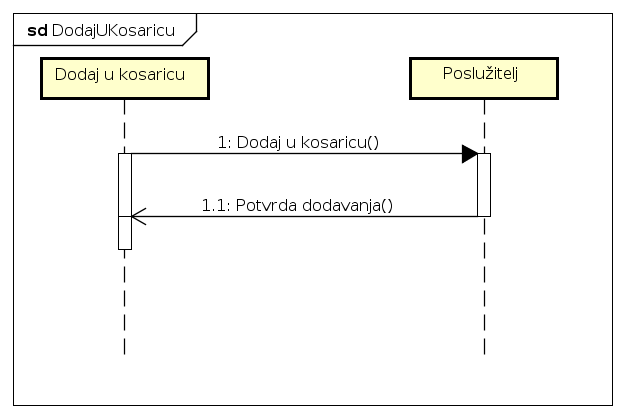 sd DodajUKosaricu
Dodaj u kosaricu
Poslužitelj
1: Dodaj u kosaricu()
1.1: Potvrda dodavanja()